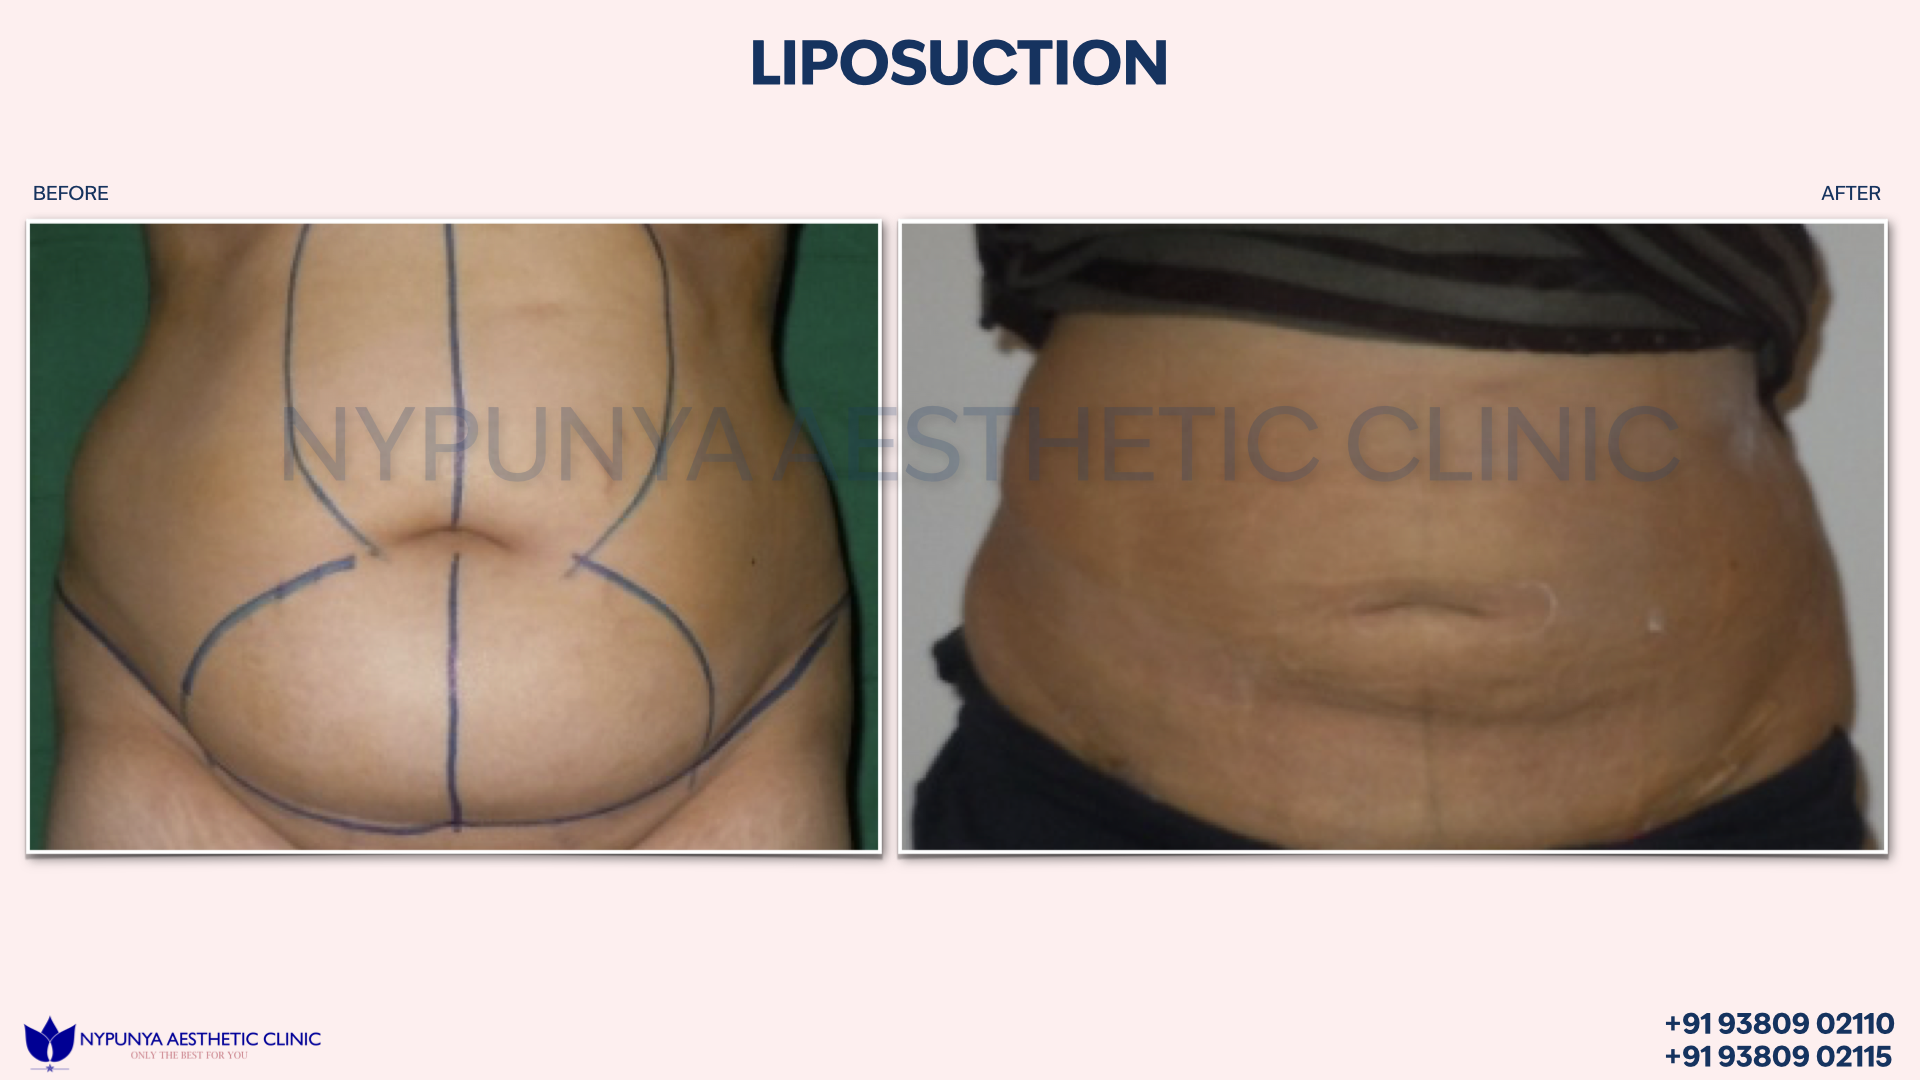 LIPOSUCTION
BEFORE
AFTER
NYPUNYA AESTHETIC CLINIC
NYPUNYA AESTHETIC CLINIC
ONLY THE BEST FOR YOU
+91 93809 02110
+91 93809 02115